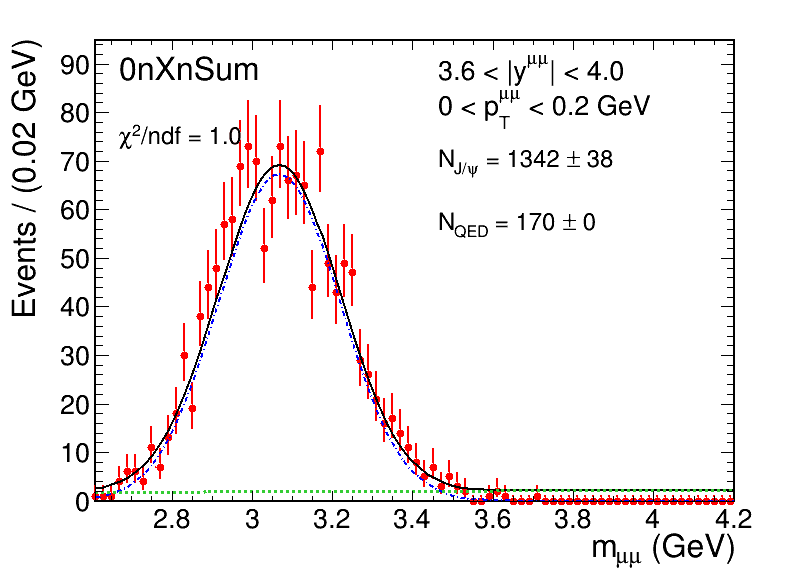 0nXnSum
3.6 < |y^μμ| < 4.0
0 < p_T^μμ < 0.2 GeV
χ²/ndf = 1.0
N_J/ψ = 1342 ± 38
N_QED = 170 ± 0
Events / (0.02 GeV)
90
80
70
60
50
40
30
20
10
0
2.8 3 3.2 3.4 3.6 3.8 4 4.2
m_μμ (GeV)